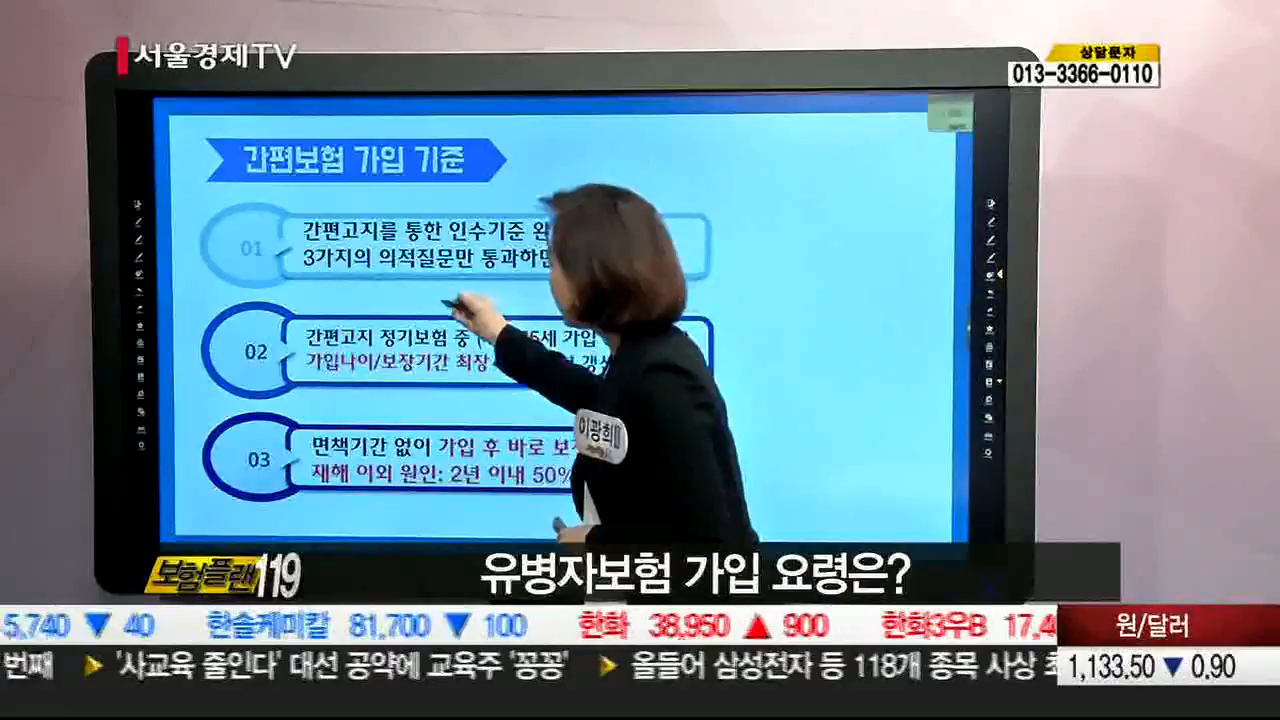 서울경제TV
상담문자
013-3366-0110
간편보험 가입 기준
01
간편고지를 통한 인수기준 완
3가지의 의적질문만 통과하면
02
간편고지 정기보험 중 5세 가입
가입나이/보장기간 최장 갱신
03
면책기간 없이 가입 후 바로 보장
재해 이외 원인: 2년 이내 50%
이광희
보험플랜119
유병자보험 가입 요령은?
5,740 ▼ 40 한솔케미칼 81,700 ▼ 100 한화 38,950 ▲ 900 한화3우B 17,4
원/달러
번째 ▶ '사교육 줄인다' 대선 공약에 교육주 '꽁꽁' ▶ 올들어 삼성전자 등 118개 종목 사상 최
1,133.50 ▼ 0.90